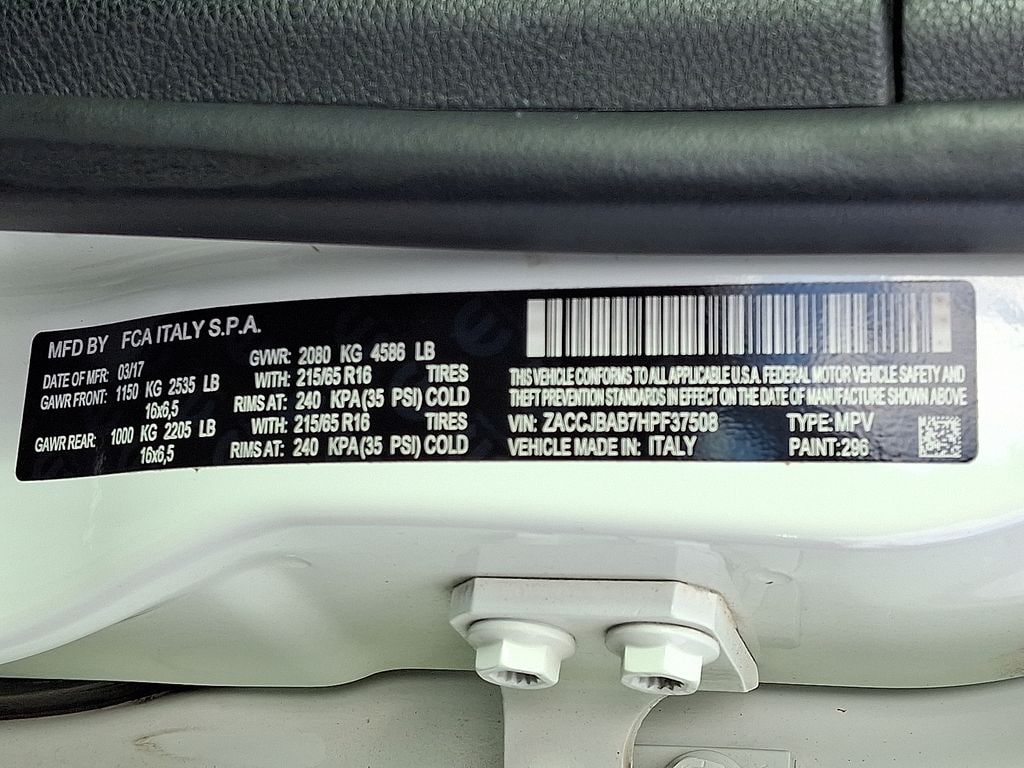 MFD BY FCA ITALY S.P.A.
DATE OF MFR: 03/17 GVWR: 2080 KG 4586 LB
GAWR FRONT: 1150 KG 2535 LB WITH: 215/65 R16 TIRES
16x6,5 RIMS AT: 240 KPA(35 PSI) COLD
GAWR REAR: 1000 KG 2205 LB WITH: 215/65 R16 TIRES
16x6,5 RIMS AT: 240 KPA(35 PSI) COLD
THIS VEHICLE CONFORMS TO ALL APPLICABLE U.S.A. FEDERAL MOTOR VEHICLE SAFETY AND
THEFT PREVENTION STANDARDS IN EFFECT ON THE DATE OF MANUFACTURE SHOWN ABOVE
VIN: ZACCJBAB7HPF37508 TYPE: MPV
VEHICLE MADE IN: ITALY PAINT:296